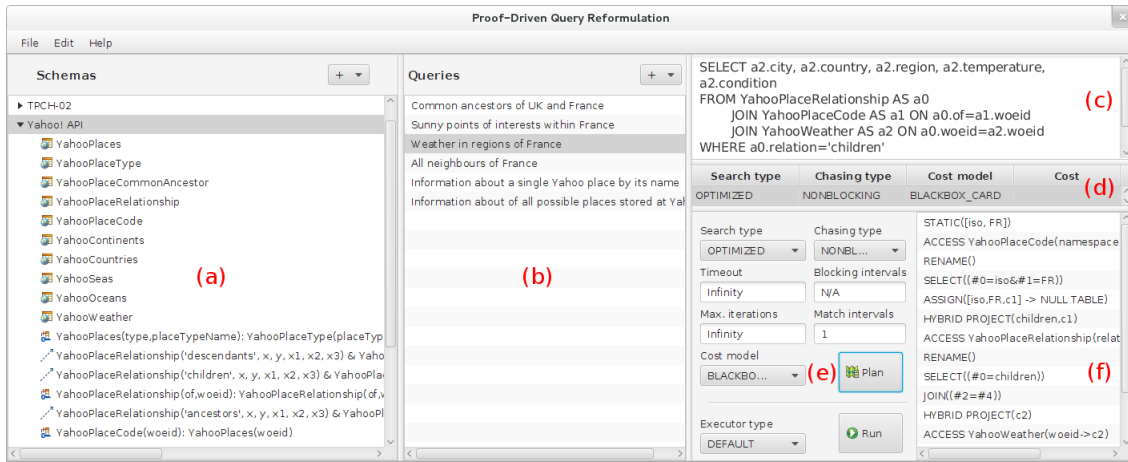 Proof-Driven Query Reformulation
File Edit Help
Schemas
+
TPCH-02
Yahoo! API
YahooPlaces
YahooPlaceType
YahooPlaceCommonAncestor
YahooPlaceRelationship
YahooPlaceCode
YahooContinents
YahooCountries
YahooSeas
YahooOceans
YahooWeather
YahooPlaces(type,placeTypeName): YahooPlaceType(placeTyp
YahooPlaceRelationship('descendants', x, y, x1, x2, x3) & Yaho
YahooPlaceRelationship('children', x, y, x1, x2, x3) & YahooPla
YahooPlaceRelationship(of,woeid): YahooPlaceRelationship(of,w
YahooPlaceRelationship('ancestors', x, y, x1, x2, x3) & YahooPl
YahooPlaceCode(woeid): YahooPlaces(woeid)
(a)
Queries
+
Common ancestors of UK and France
Sunny points of interests within France
Weather in regions of France
All neighbours of France
Information about a single Yahoo place by its name
Information about of all possible places stored at Yah
(b)
SELECT a2.city, a2.country, a2.region, a2.temperature,
a2.condition
FROM YahooPlaceRelationship AS a0
JOIN YahooPlaceCode AS a1 ON a0.of=a1.woeid
JOIN YahooWeather AS a2 ON a0.woeid=a2.woeid
WHERE a0.relation='children'
(c)
Search type Chasing type Cost model Cost
OPTIMIZED NONBLOCKING BLACKBOX_CARD
(d)
Search type Chasing type
OPTIMIZED NONBL...
Timeout Blocking intervals
Infinity N/A
Max. iterations Match intervals
Infinity 1
Cost model
BLACKBO... (e) Plan
Executor type
DEFAULT Run
STATIC([iso, FR])
ACCESS YahooPlaceCode(namespace
RENAME()
SELECT((#0=iso&#1=FR))
ASSIGN([iso,FR,c1] -> NULL TABLE)
HYBRID PROJECT(children,c1)
ACCESS YahooPlaceRelationship(relat
RENAME()
SELECT((#0=children))
JOIN((#2=#4))
HYBRID PROJECT(c2)
ACCESS YahooWeather(woeid->c2)
(f)